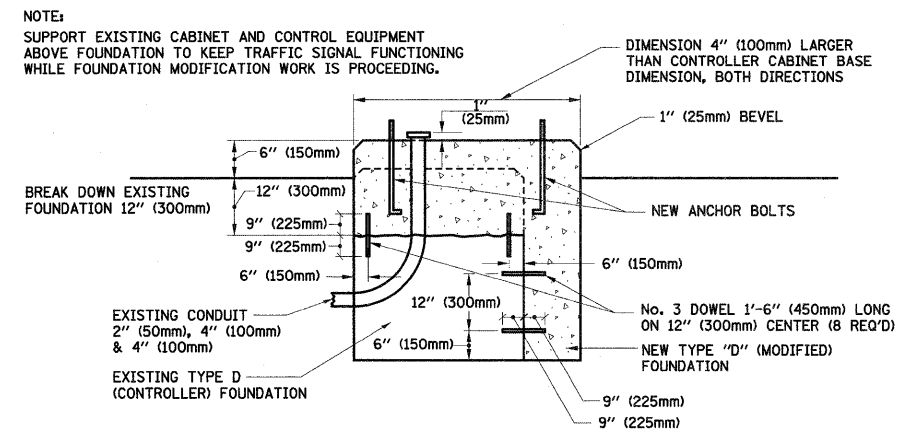 NOTE:
SUPPORT EXISTING CABINET AND CONTROL EQUIPMENT
ABOVE FOUNDATION TO KEEP TRAFFIC SIGNAL FUNCTIONING
WHILE FOUNDATION MODIFICATION WORK IS PROCEEDING.
DIMENSION 4" (100mm) LARGER
THAN CONTROLLER CABINET BASE
DIMENSION, BOTH DIRECTIONS
1"
(25mm)
1" (25mm) BEVEL
6" (150mm)
BREAK DOWN EXISTING
FOUNDATION 12" (300mm)
12" (300mm)
9" (225mm)
9" (225mm)
NEW ANCHOR BOLTS
6" (150mm)
6" (150mm)
EXISTING CONDUIT
2" (50mm), 4" (100mm)
& 4" (100mm)
12" (300mm)
6" (150mm)
No. 3 DOWEL 1'-6" (450mm) LONG
ON 12" (300mm) CENTER (8 REQ'D)
NEW TYPE "D" (MODIFIED)
FOUNDATION
EXISTING TYPE D
(CONTROLLER) FOUNDATION
9" (225mm)
9" (225mm)